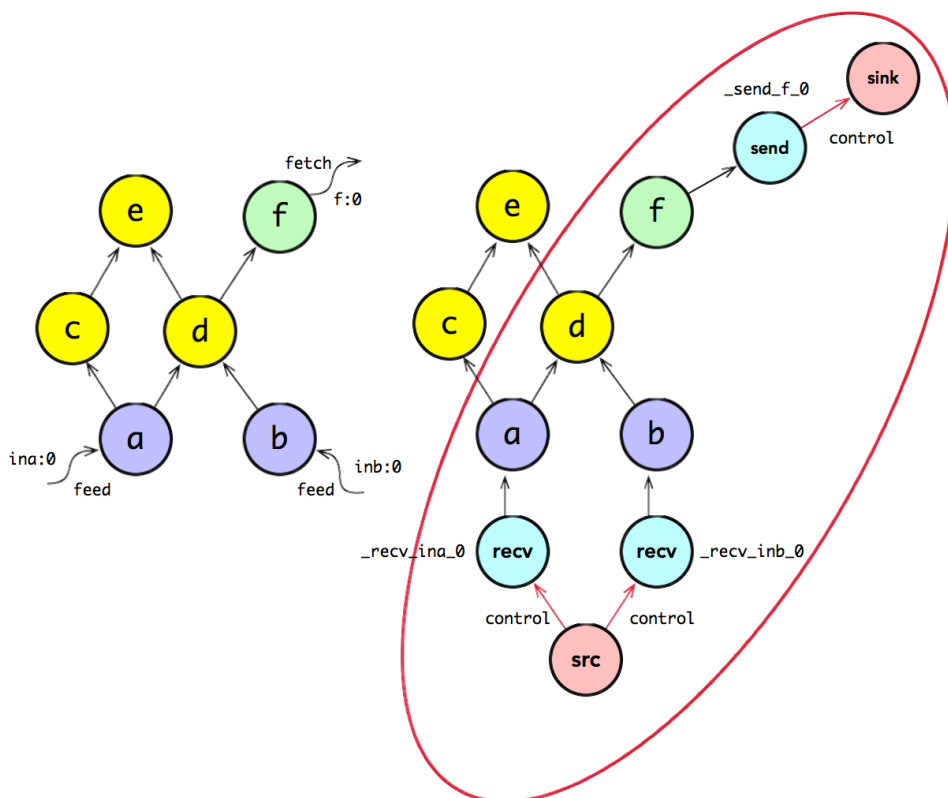 fetch
f:0
e
f
c
d
a
b
ina:0
feed
inb:0
feed
sink
_send_f_0
control
send
e
f
c
d
a
b
_recv_ina_0
recv
recv
_recv_inb_0
control
control
src